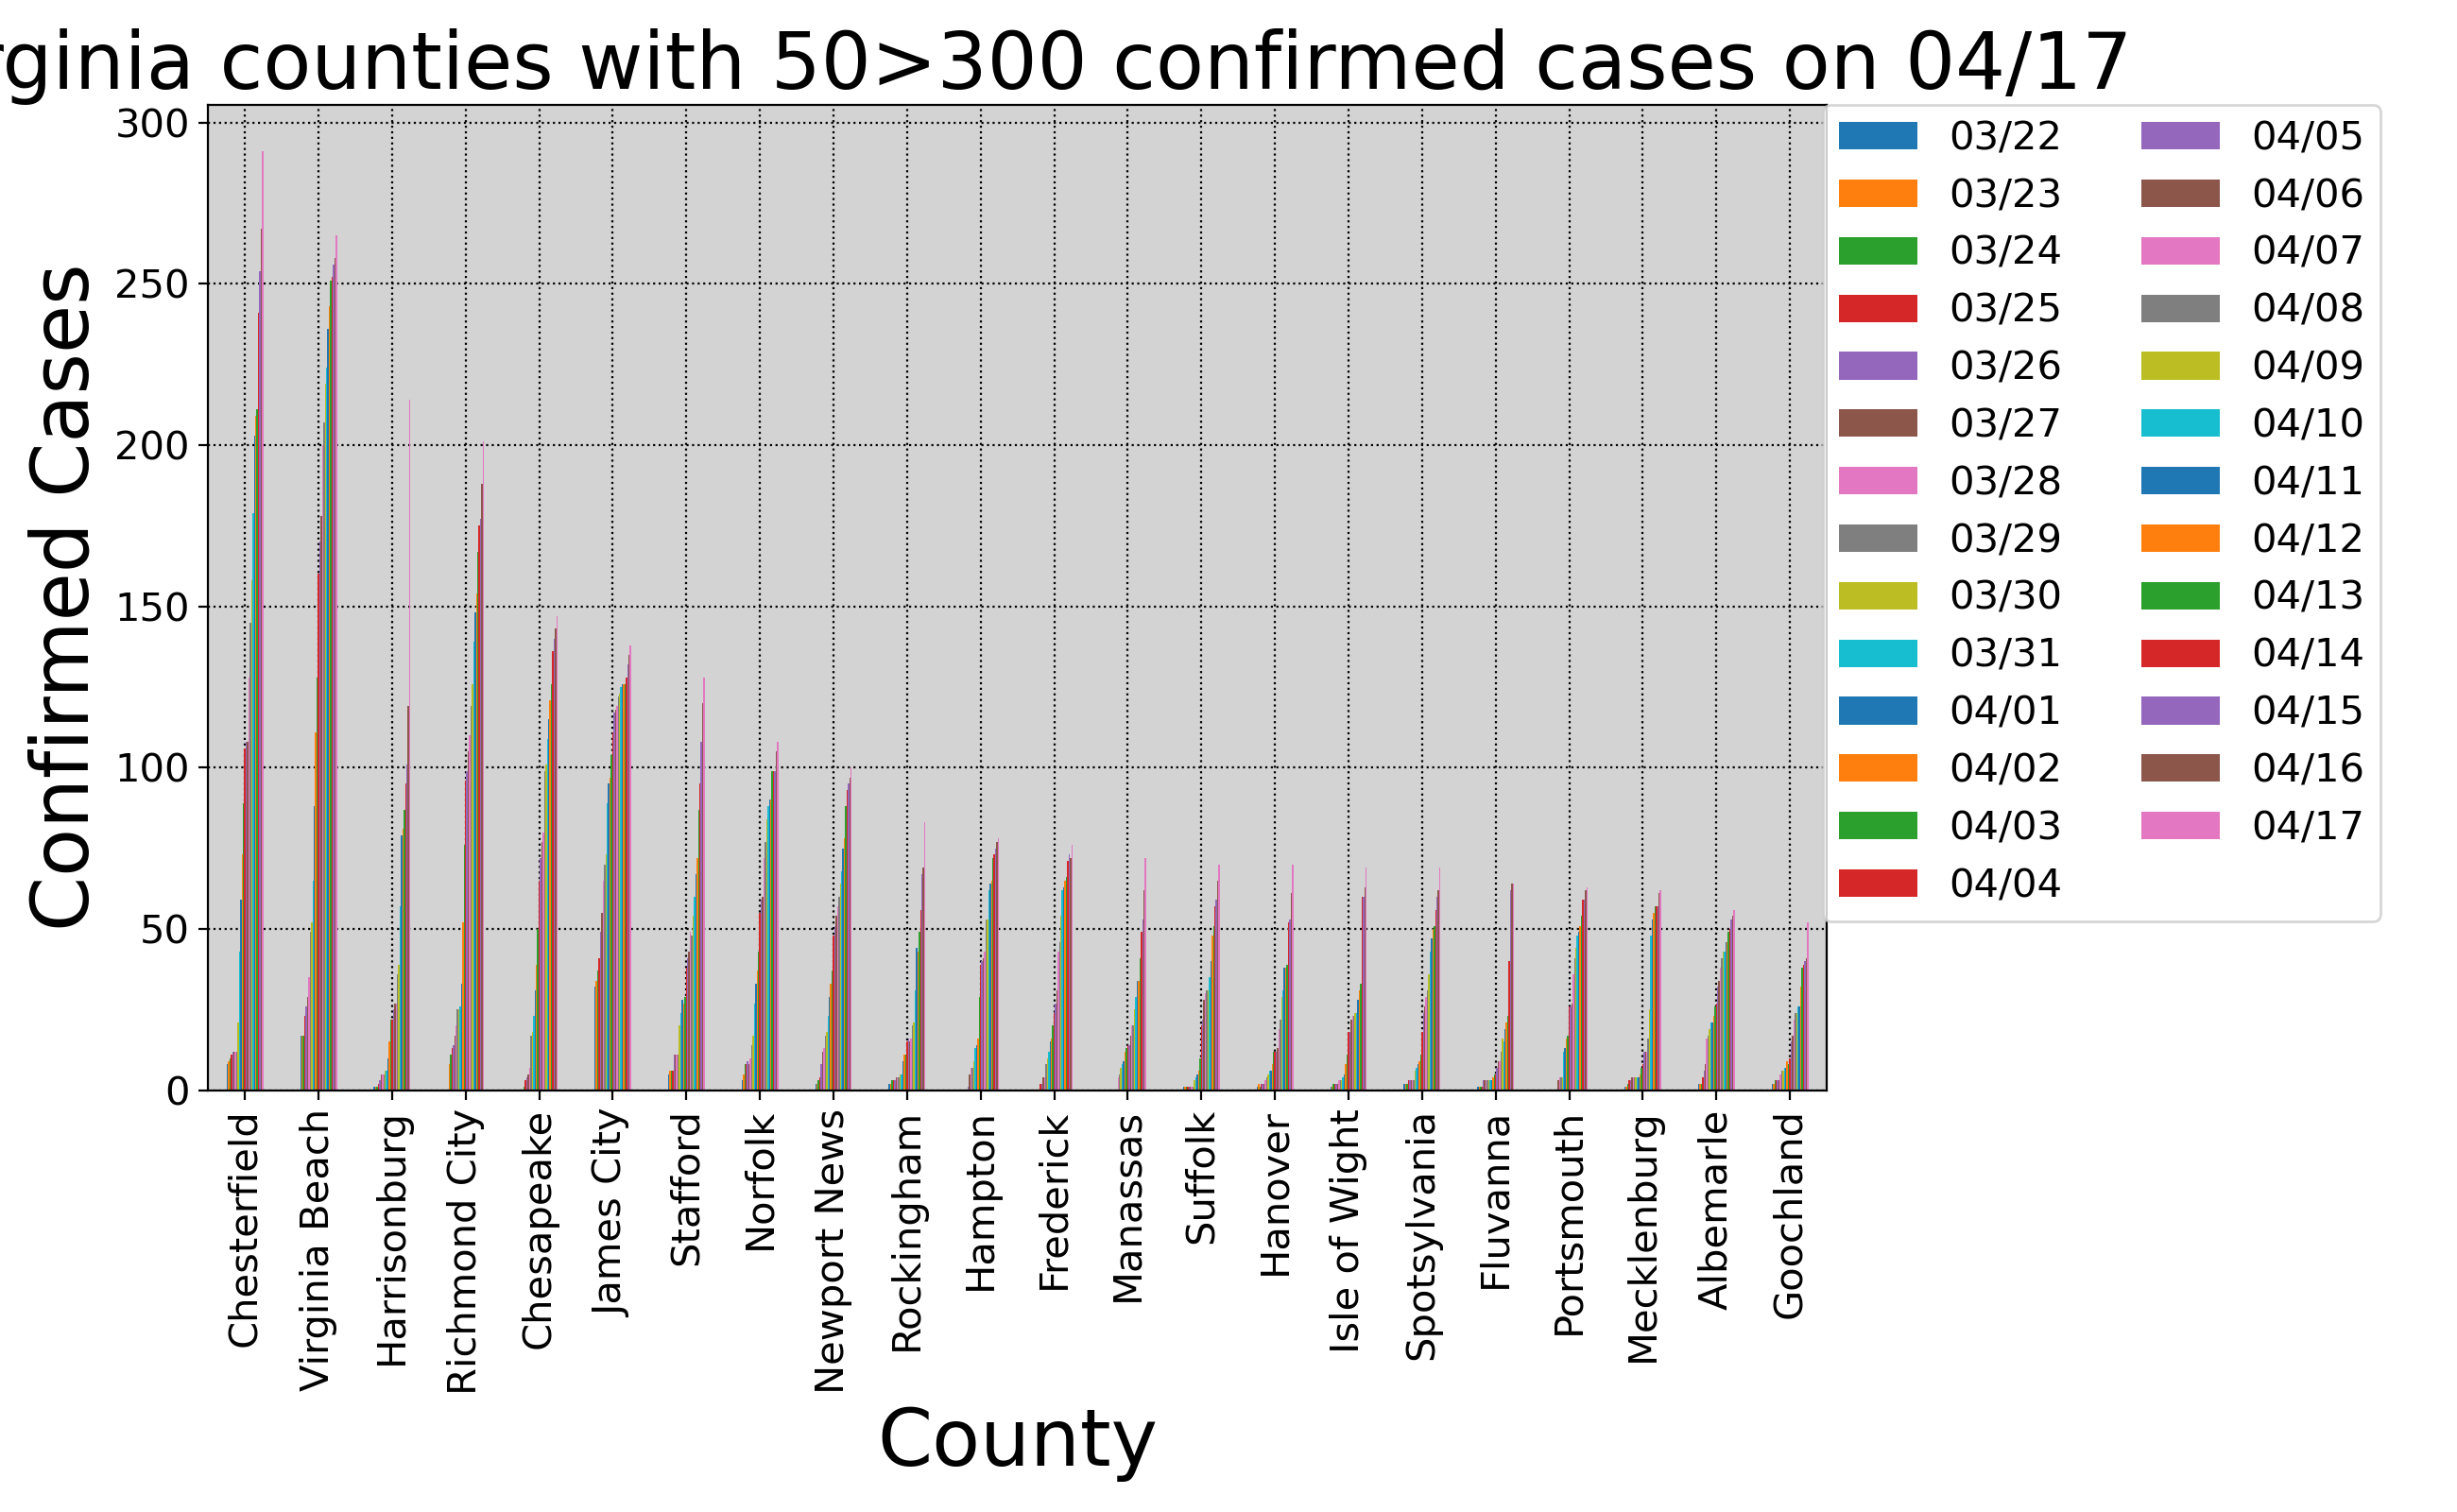 rginia counties with 50>300 confirmed cases on 04/17
Confirmed Cases
300
250
200
150
100
50
0
Chesterfield
Virginia Beach
Harrisonburg
Richmond City
Chesapeake
James City
Stafford
Norfolk
Newport News
Rockingham
Hampton
Frederick
Manassas
Suffolk
Hanover
Isle of Wight
Spotsylvania
Fluvanna
Portsmouth
Mecklenburg
Albemarle
Goochland
County
03/22
03/23
03/24
03/25
03/26
03/27
03/28
03/29
03/30
03/31
04/01
04/02
04/03
04/04
04/05
04/06
04/07
04/08
04/09
04/10
04/11
04/12
04/13
04/14
04/15
04/16
04/17